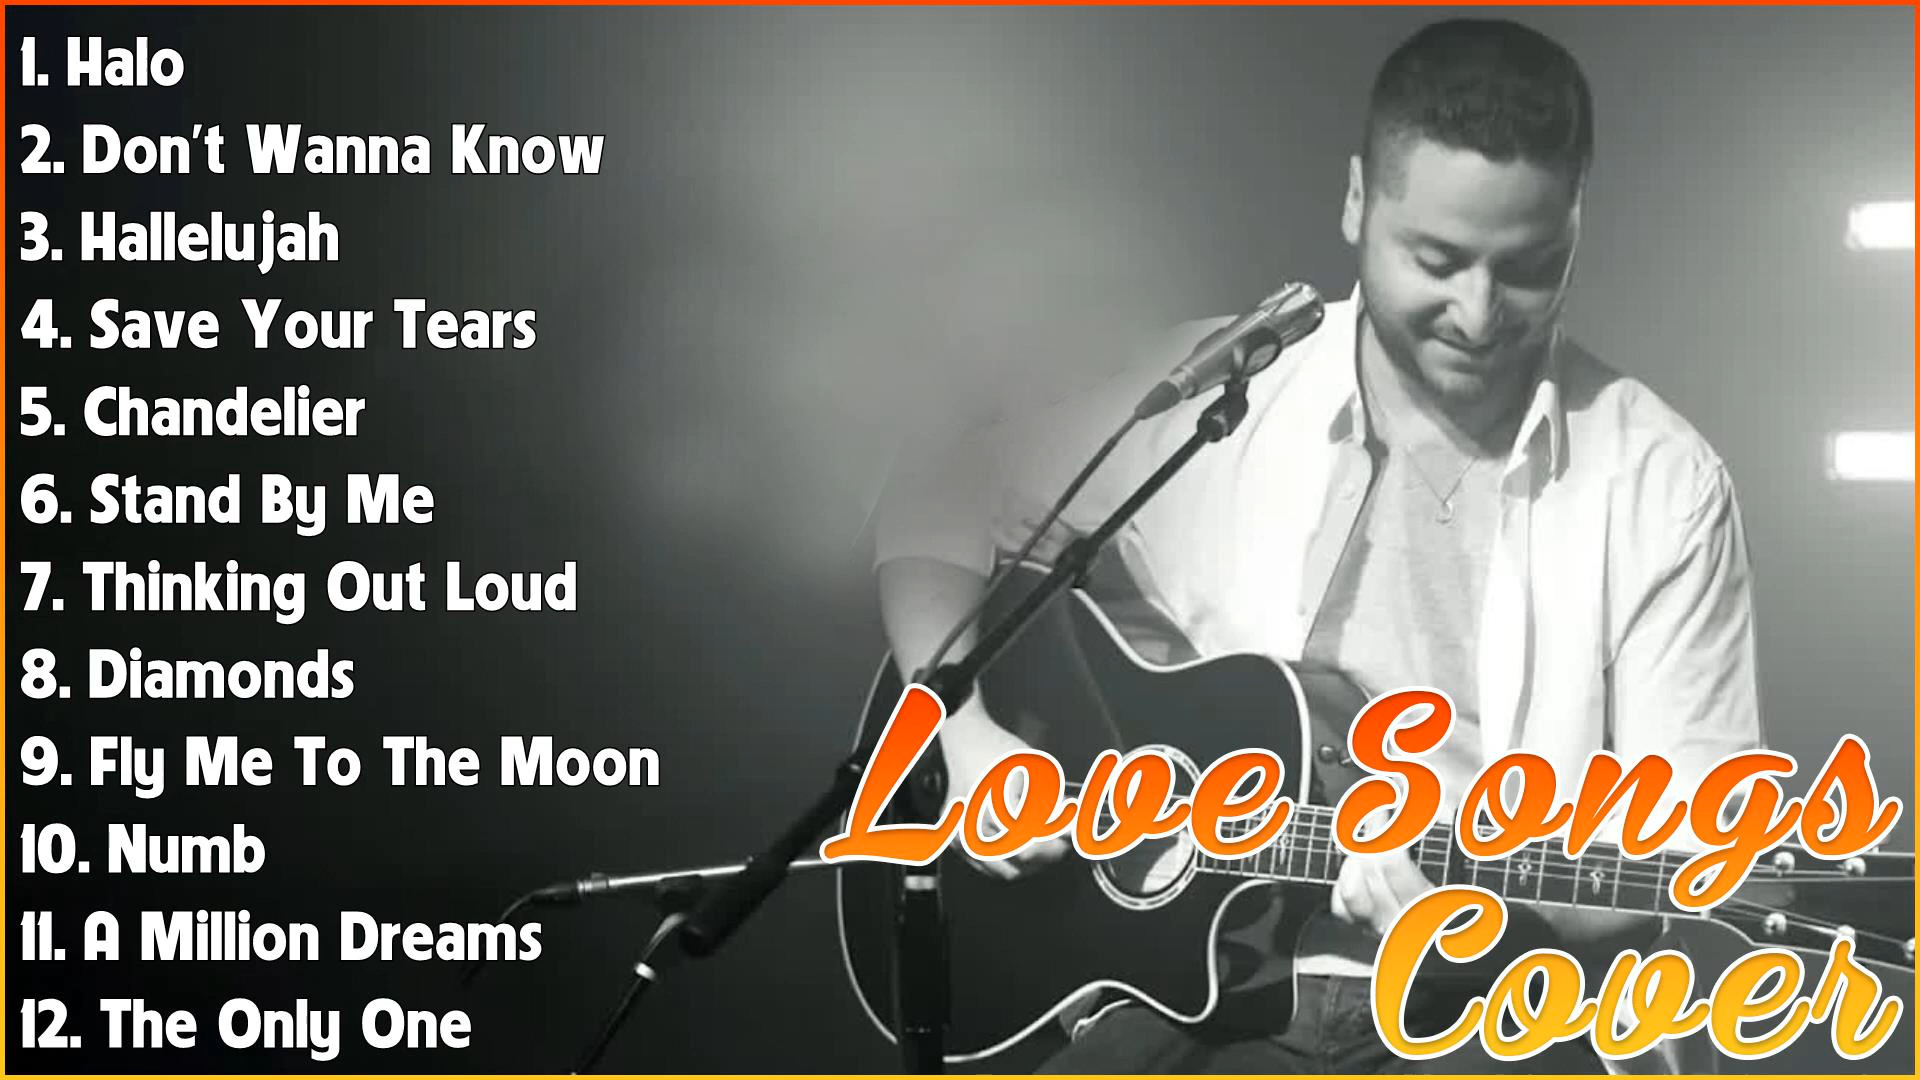 1. Halo
2. Don't Wanna Know
3. Hallelujah
4. Save Your Tears
5. Chandelier
6. Stand By Me
7. Thinking Out Loud
8. Diamonds
9. Fly Me To The Moon
10. Numb
11. A Million Dreams
12. The Only One
Love Songs
Cover